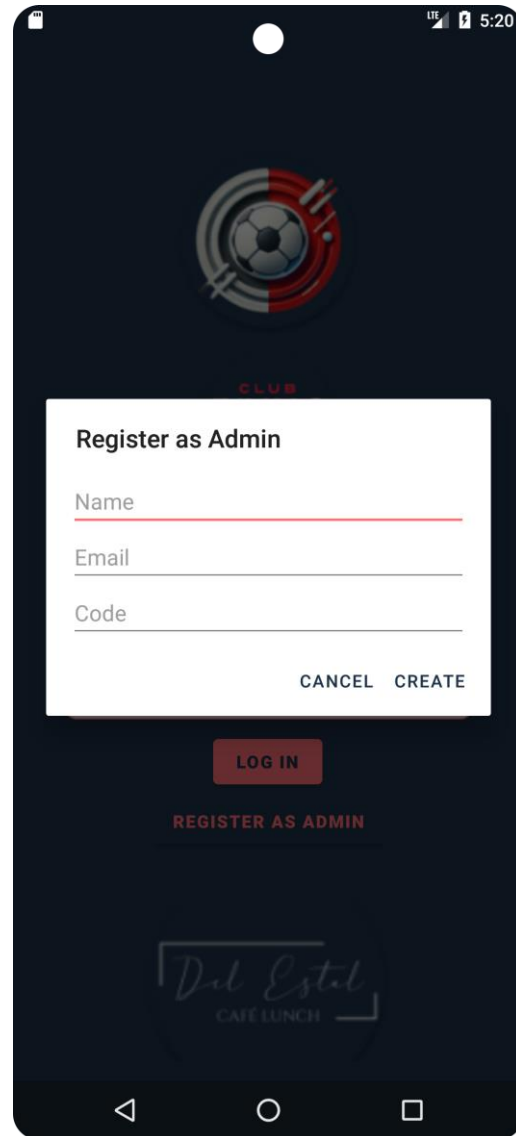 LTE 5:20
CLUB
Register as Admin
Name
Email
Code
CANCEL CREATE
LOG IN
REGISTER AS ADMIN
Del Estal
CAFÉ LUNCH